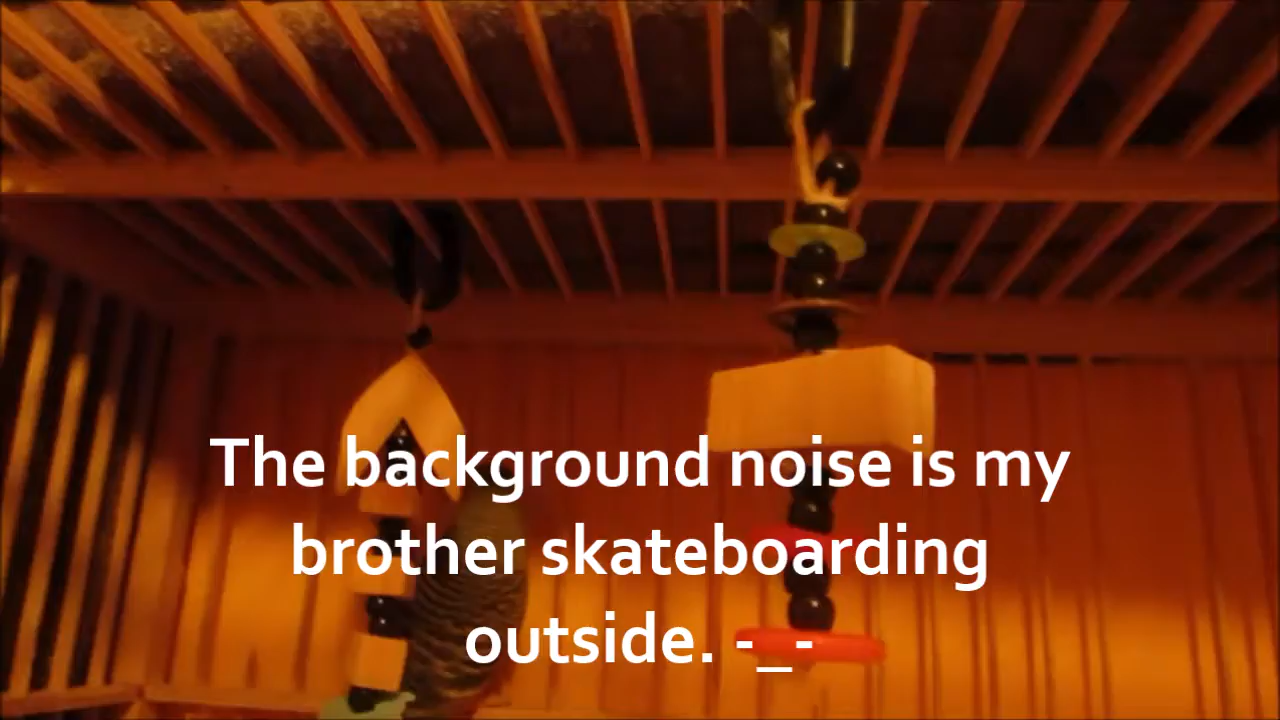 The background noise is my
brother skateboarding
outside. -_-